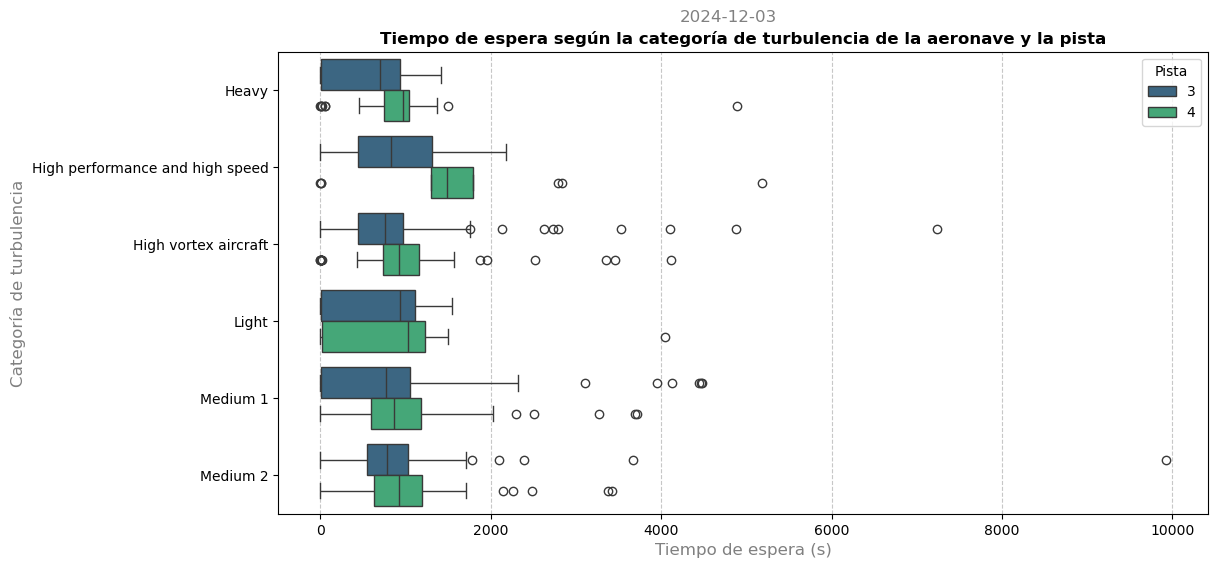 2024-12-03
Tiempo de espera según la categoría de turbulencia de la aeronave y la pista
Pista
3
4
Categoría de turbulencia
Heavy
High performance and high speed
High vortex aircraft
Light
Medium 1
Medium 2
0 2000 4000 6000 8000 10000
Tiempo de espera (s)